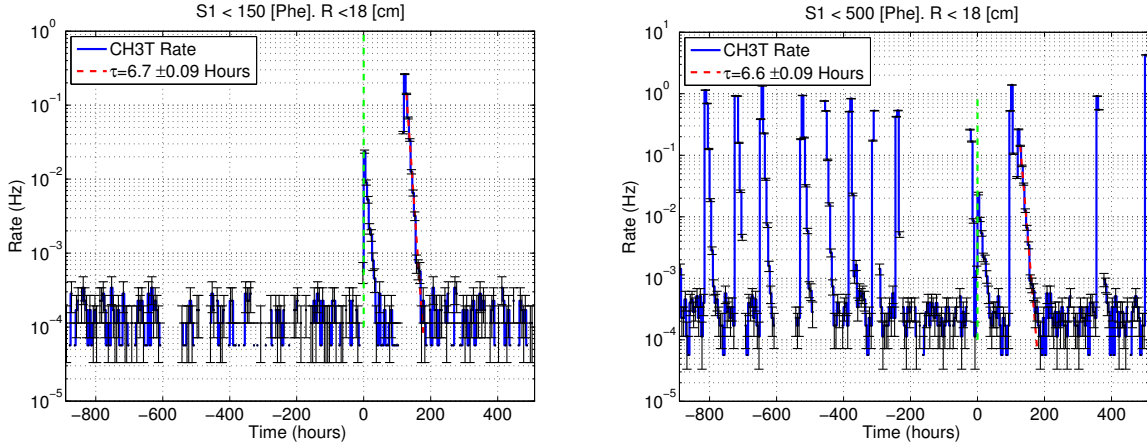 S1 < 150 [Phe]. R <18 [cm]
10^0
10^-1
10^-2
10^-3
10^-4
10^-5
Rate (Hz)
CH3T Rate
τ=6.7 ±0.09 Hours
−800 −600 −400 −200 0 200 400
Time (hours)
S1 < 500 [Phe]. R < 18 [cm]
10^1
10^0
10^-1
10^-2
10^-3
10^-4
10^-5
Rate (Hz)
CH3T Rate
τ=6.6 ±0.09 Hours
−800 −600 −400 −200 0 200 400
Time (hours)